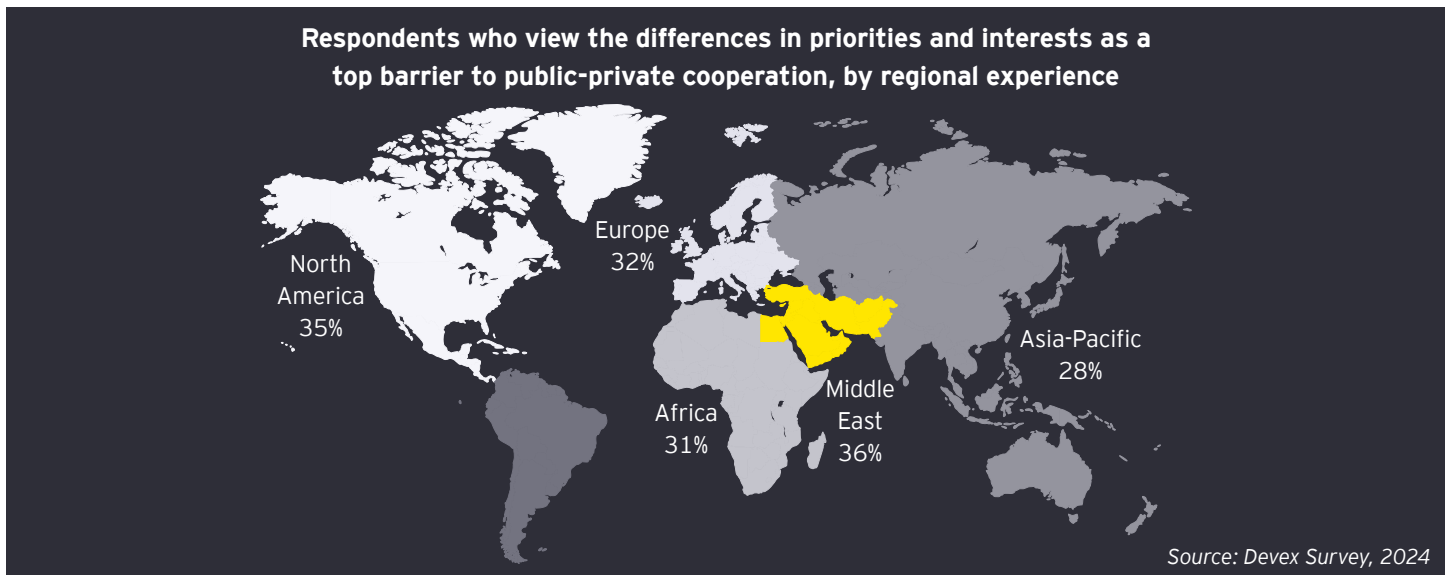 Respondents who view the differences in priorities and interests as a
top barrier to public-private cooperation, by regional experience
North
America
35%
Europe
32%
Africa
31%
Middle
East
36%
Asia-Pacific
28%
Source: Devex Survey, 2024